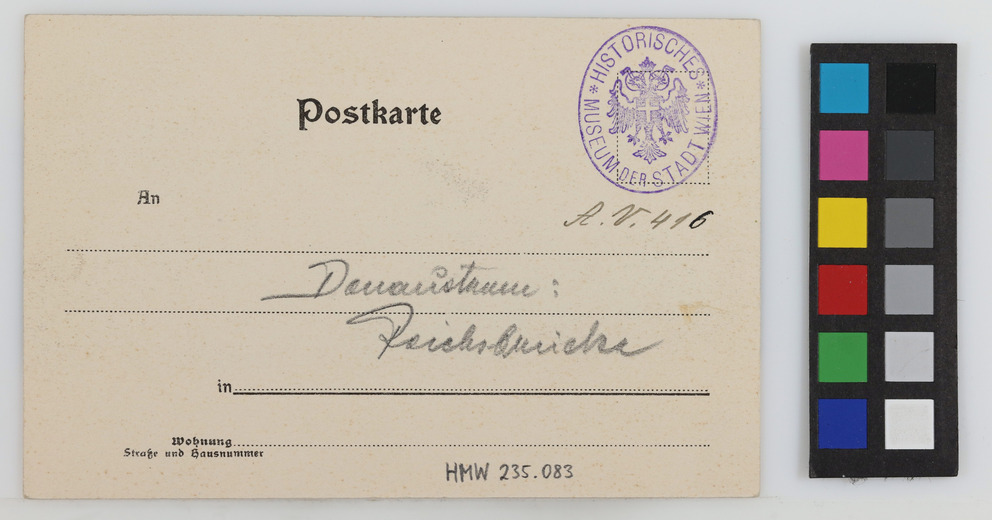 Postkarte
* HISTORISCHES * MUSEUM DER STADT WIEN
An
A. V. 416
Donaustrom:
Reichsbrücke
in
Wohnung
Straße und Hausnummer
HMW 235.083